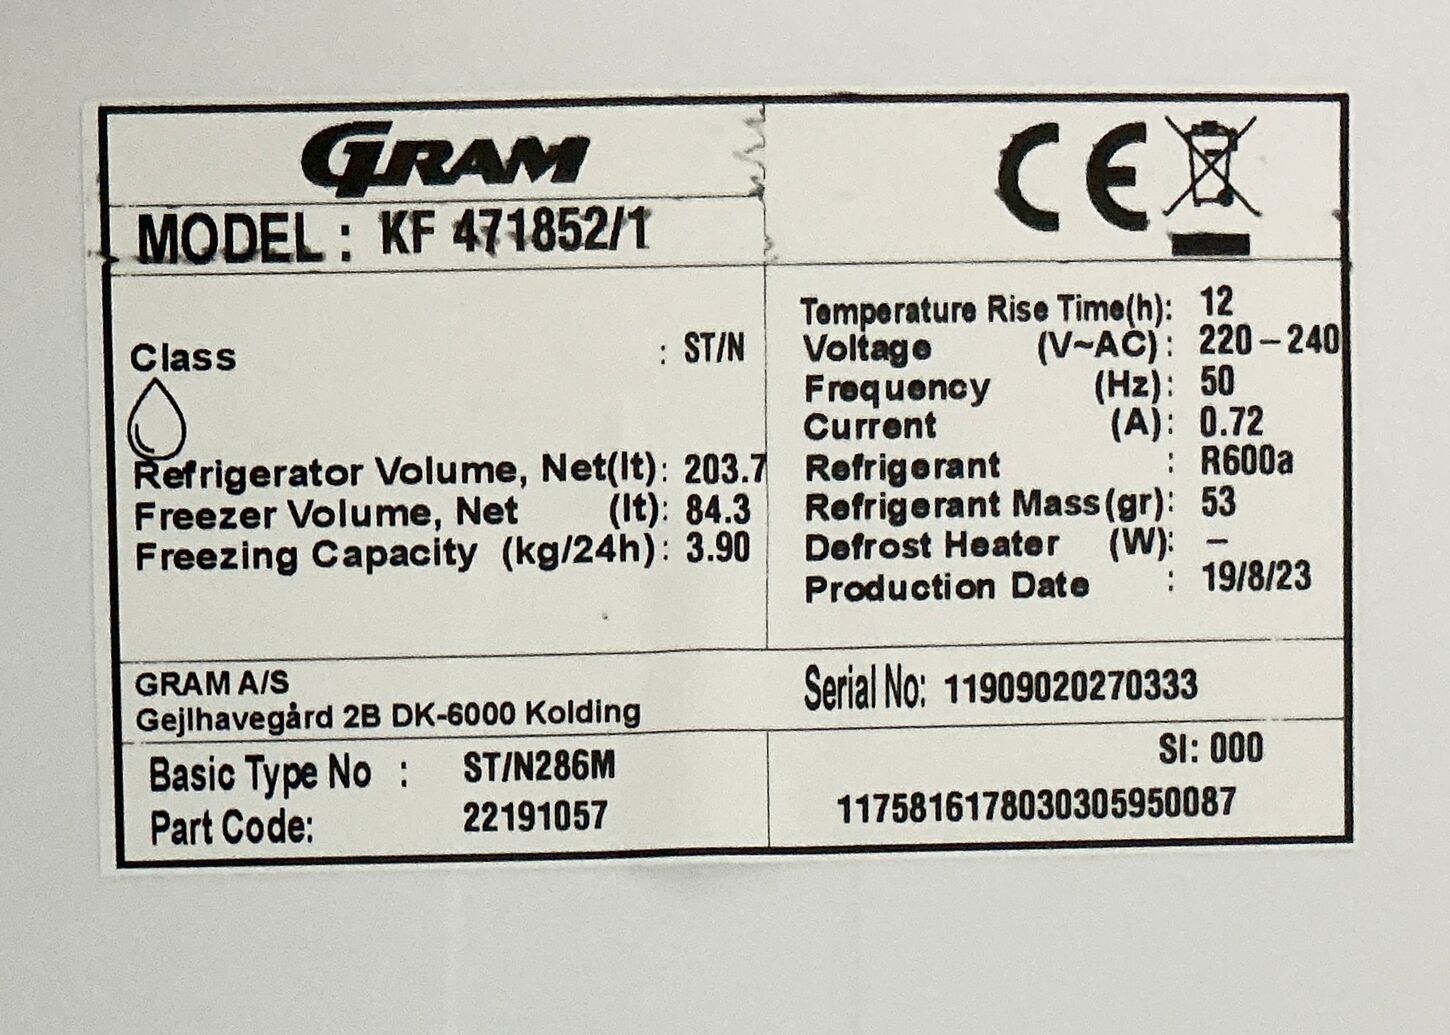 GRAM
CE
MODEL : KF 471852/1
Class : ST/N
Refrigerator Volume, Net(lt): 203.7
Freezer Volume, Net (lt): 84.3
Freezing Capacity (kg/24h): 3.90
Temperature Rise Time(h): 12
Voltage (V~AC): 220 – 240
Frequency (Hz): 50
Current (A): 0.72
Refrigerant : R600a
Refrigerant Mass(gr): 53
Defrost Heater (W): –
Production Date : 19/8/23
GRAM A/S
Gejlhavegård 2B DK-6000 Kolding
Serial No: 11909020270333
Basic Type No : ST/N286M
Part Code: 22191057
SI: 000
1175816178030305950087